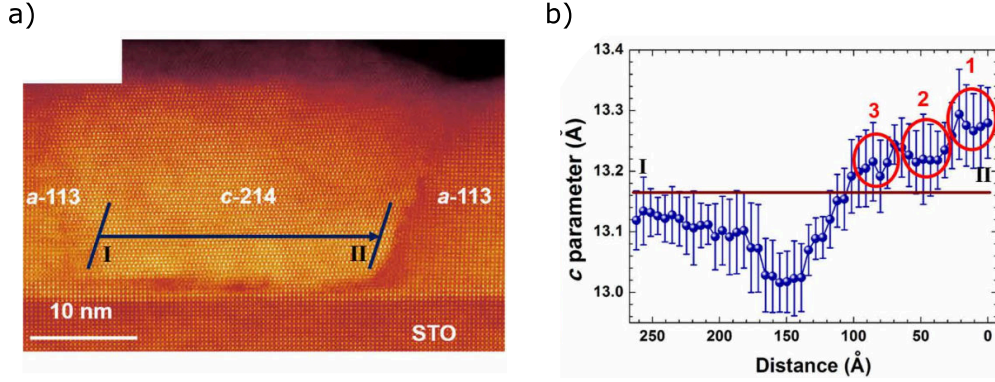 a)
a-113
c-214
a-113
I
II
10 nm
STO
b)
c parameter (Å)
13.4
13.3
13.2
13.1
13.0
I
3
2
1
II
250
200
150
100
50
0
Distance (Å)